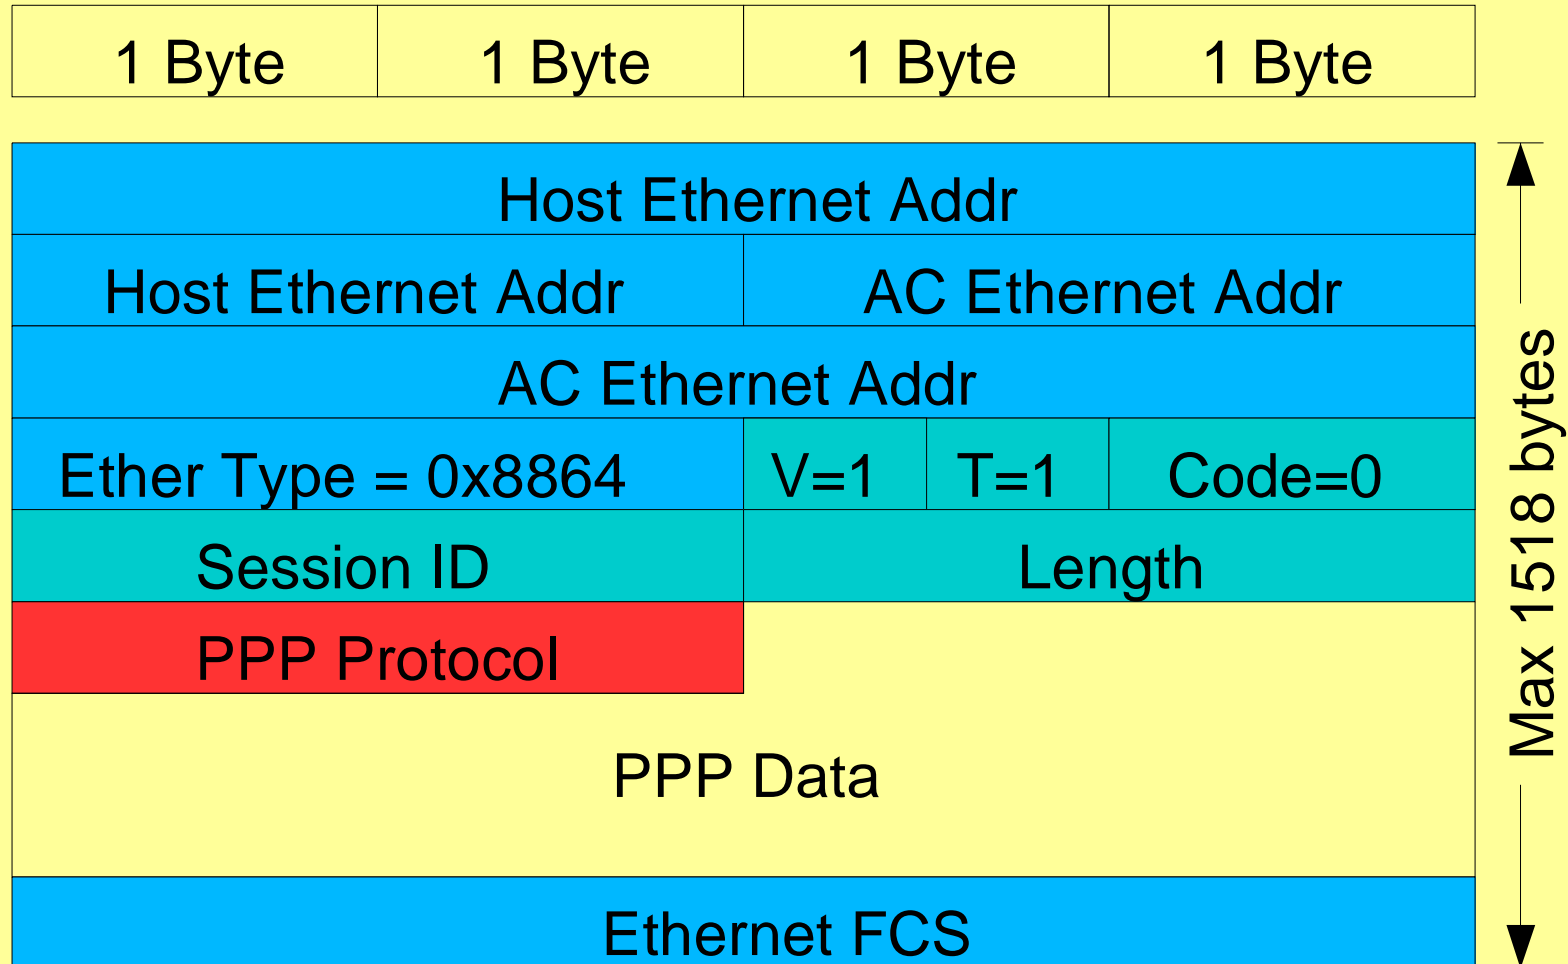 1 Byte 1 Byte 1 Byte 1 Byte
Host Ethernet Addr
Host Ethernet Addr AC Ethernet Addr
AC Ethernet Addr
Ether Type = 0x8864 V=1 T=1 Code=0
Session ID Length
PPP Protocol
PPP Data
Ethernet FCS
Max 1518 bytes